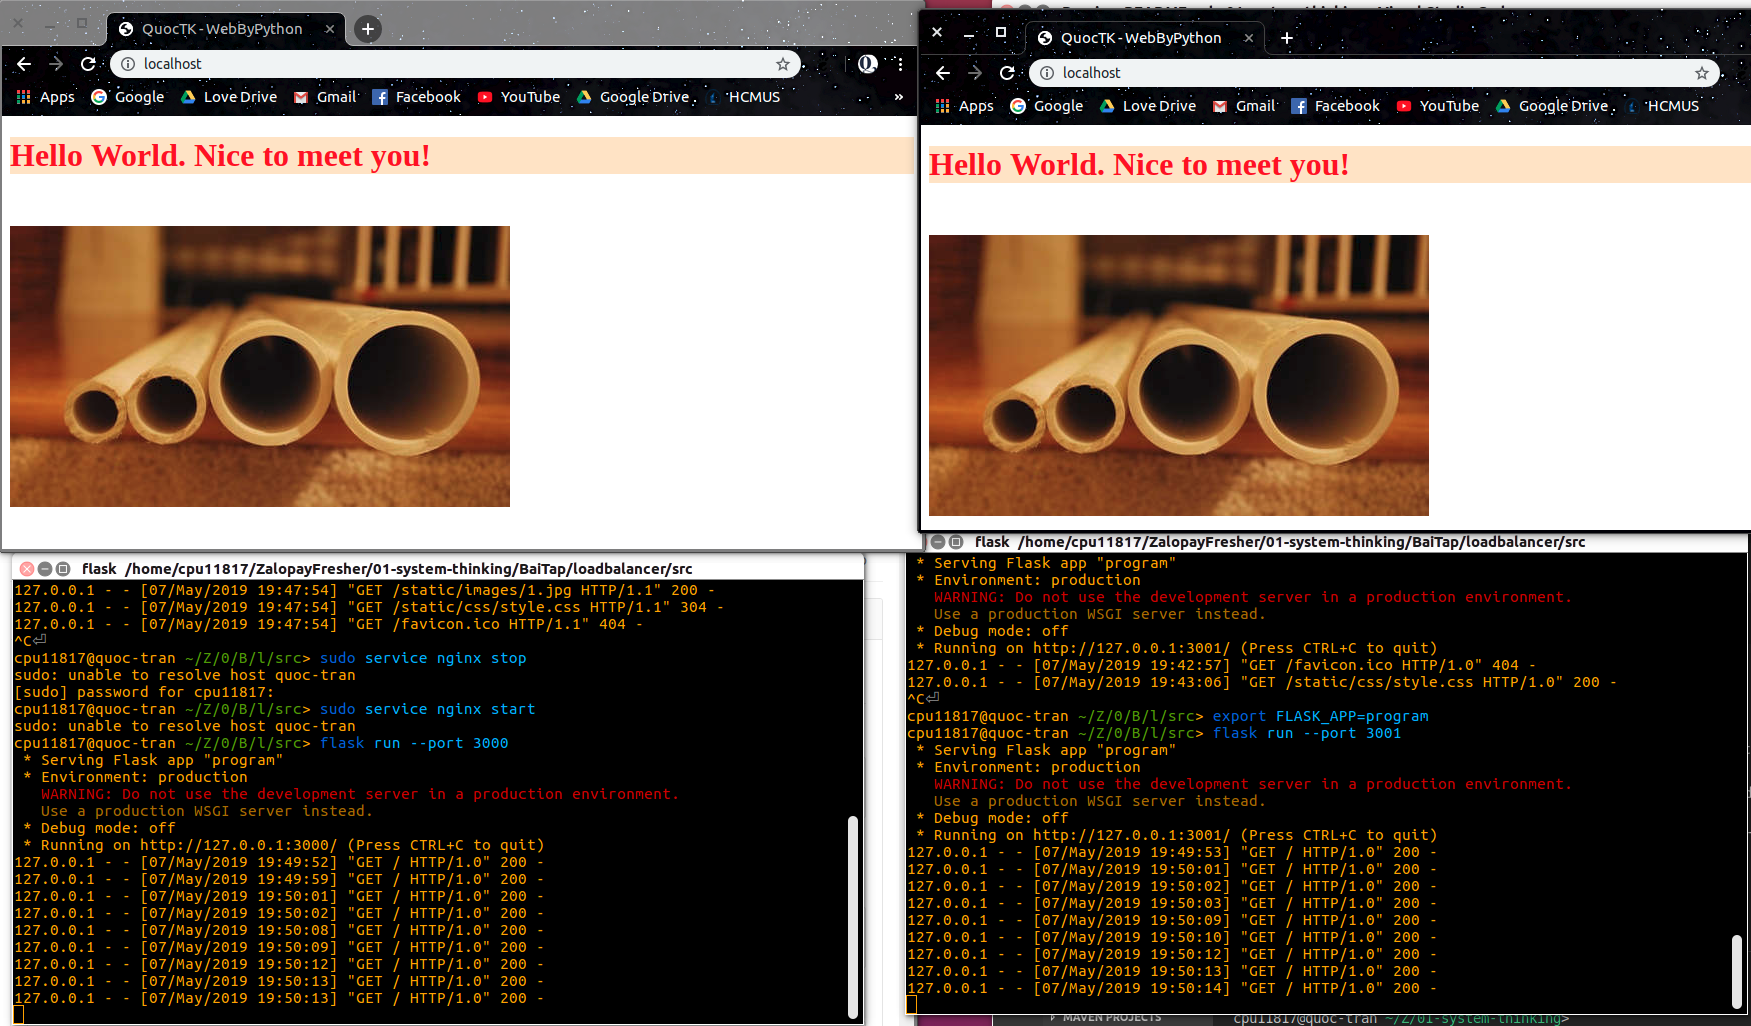 QuocTK - WebByPython
localhost
Apps Google Love Drive Gmail Facebook YouTube Google Drive HCMUS »
Hello World. Nice to meet you!
QuocTK - WebByPython
localhost
Apps Google Love Drive Gmail Facebook YouTube Google Drive HCMUS
Hello World. Nice to meet you!
flask /home/cpu11817/ZalopayFresher/01-system-thinking/BaiTap/loadbalancer/src
127.0.0.1 - - [07/May/2019 19:47:54] "GET /static/images/1.jpg HTTP/1.1" 200 -
127.0.0.1 - - [07/May/2019 19:47:54] "GET /static/css/style.css HTTP/1.1" 304 -
127.0.0.1 - - [07/May/2019 19:47:54] "GET /favicon.ico HTTP/1.1" 404 -
^C⏎
cpu11817@quoc-tran ~/Z/0/B/l/src> sudo service nginx stop
sudo: unable to resolve host quoc-tran
[sudo] password for cpu11817:
cpu11817@quoc-tran ~/Z/0/B/l/src> sudo service nginx start
sudo: unable to resolve host quoc-tran
cpu11817@quoc-tran ~/Z/0/B/l/src> flask run --port 3000
* Serving Flask app "program"
* Environment: production
WARNING: Do not use the development server in a production environment.
Use a production WSGI server instead.
* Debug mode: off
* Running on http://127.0.0.1:3000/ (Press CTRL+C to quit)
127.0.0.1 - - [07/May/2019 19:49:52] "GET / HTTP/1.0" 200 -
127.0.0.1 - - [07/May/2019 19:49:59] "GET / HTTP/1.0" 200 -
127.0.0.1 - - [07/May/2019 19:50:01] "GET / HTTP/1.0" 200 -
127.0.0.1 - - [07/May/2019 19:50:02] "GET / HTTP/1.0" 200 -
127.0.0.1 - - [07/May/2019 19:50:08] "GET / HTTP/1.0" 200 -
127.0.0.1 - - [07/May/2019 19:50:09] "GET / HTTP/1.0" 200 -
127.0.0.1 - - [07/May/2019 19:50:12] "GET / HTTP/1.0" 200 -
127.0.0.1 - - [07/May/2019 19:50:13] "GET / HTTP/1.0" 200 -
127.0.0.1 - - [07/May/2019 19:50:13] "GET / HTTP/1.0" 200 -
flask /home/cpu11817/ZalopayFresher/01-system-thinking/BaiTap/loadbalancer/src
* Serving Flask app "program"
* Environment: production
WARNING: Do not use the development server in a production environment.
Use a production WSGI server instead.
* Debug mode: off
* Running on http://127.0.0.1:3001/ (Press CTRL+C to quit)
127.0.0.1 - - [07/May/2019 19:42:57] "GET /favicon.ico HTTP/1.0" 404 -
127.0.0.1 - - [07/May/2019 19:43:06] "GET /static/css/style.css HTTP/1.0" 200 -
^C⏎
cpu11817@quoc-tran ~/Z/0/B/l/src> export FLASK_APP=program
cpu11817@quoc-tran ~/Z/0/B/l/src> flask run --port 3001
* Serving Flask app "program"
* Environment: production
WARNING: Do not use the development server in a production environment.
Use a production WSGI server instead.
* Debug mode: off
* Running on http://127.0.0.1:3001/ (Press CTRL+C to quit)
127.0.0.1 - - [07/May/2019 19:49:53] "GET / HTTP/1.0" 200 -
127.0.0.1 - - [07/May/2019 19:50:01] "GET / HTTP/1.0" 200 -
127.0.0.1 - - [07/May/2019 19:50:02] "GET / HTTP/1.0" 200 -
127.0.0.1 - - [07/May/2019 19:50:03] "GET / HTTP/1.0" 200 -
127.0.0.1 - - [07/May/2019 19:50:09] "GET / HTTP/1.0" 200 -
127.0.0.1 - - [07/May/2019 19:50:10] "GET / HTTP/1.0" 200 -
127.0.0.1 - - [07/May/2019 19:50:12] "GET / HTTP/1.0" 200 -
127.0.0.1 - - [07/May/2019 19:50:13] "GET / HTTP/1.0" 200 -
127.0.0.1 - - [07/May/2019 19:50:14] "GET / HTTP/1.0" 200 -
MAVEN PROJECTS
cpu11817@quoc-tran ~/Z/01-system-thinking>